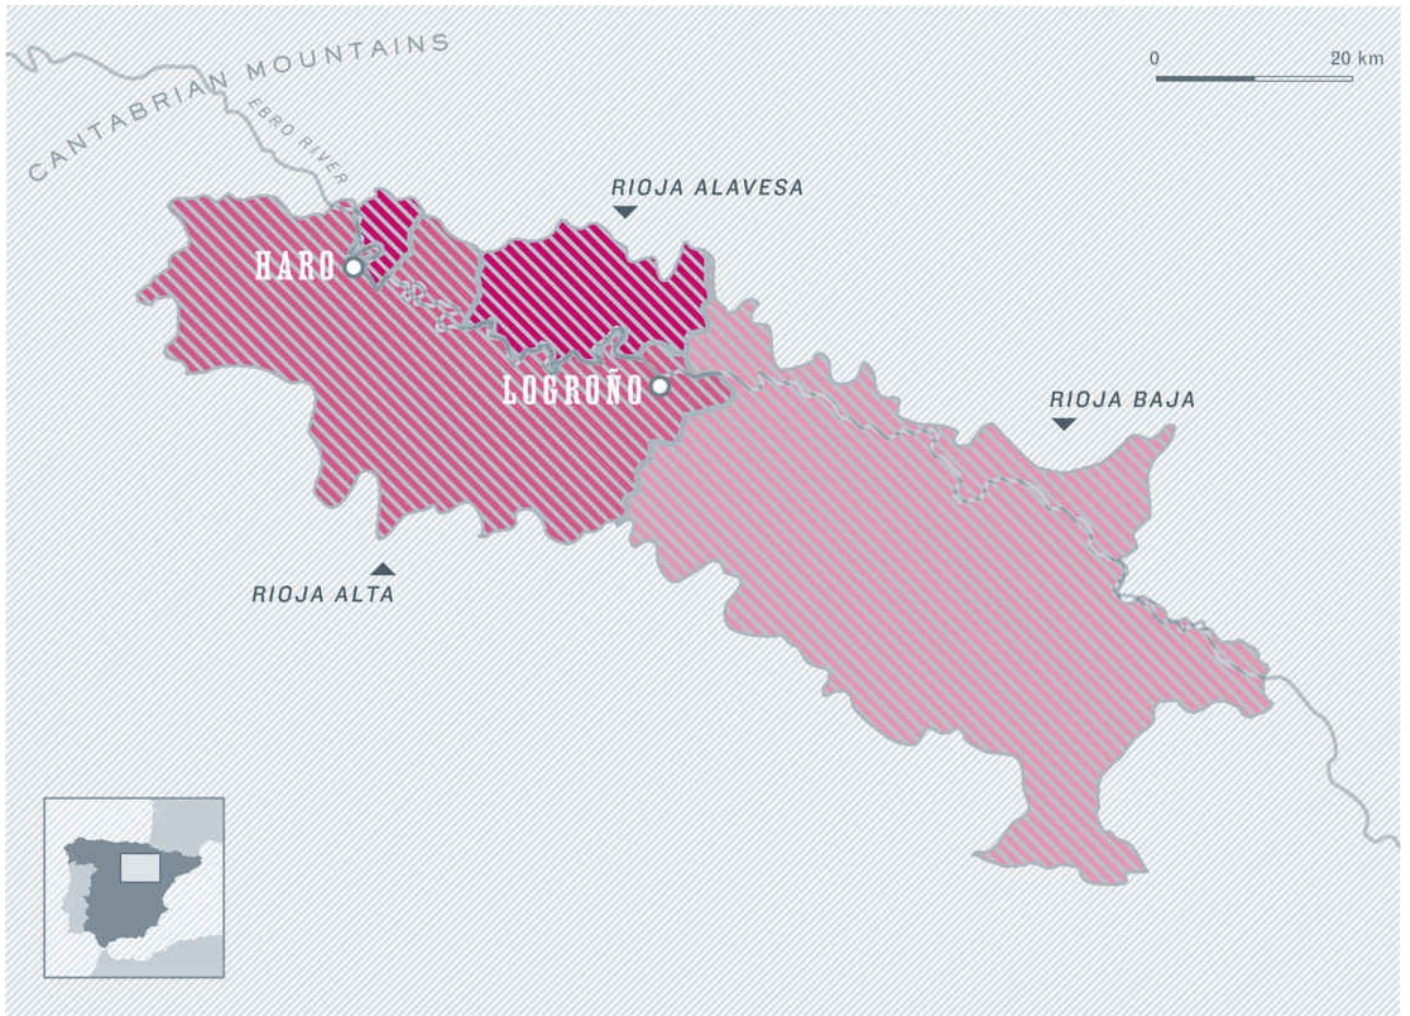 CANTABRIAN MOUNTAINS
0 20 km
EBRO RIVER
RIOJA ALAVESA
HARO
LOGROÑO
RIOJA BAJA
RIOJA ALTA